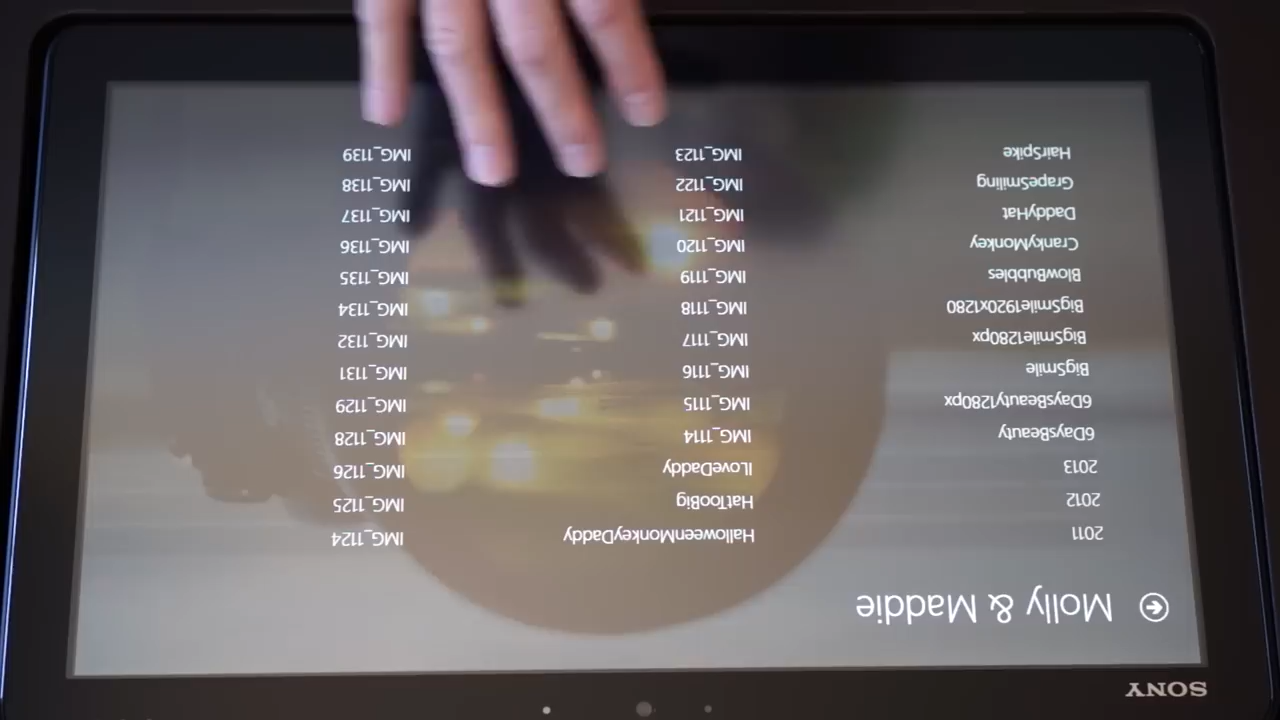 SONY
Molly & Maddie
2011
2012
2013
6DaysBeauty
6DaysBeauty1280px
BigSmile
BigSmile1280px
BigSmile1920x1280
BlowBubbles
CrankyMonkey
DaddyHat
GrapeSmiling
HairSpike
HalloweenMonkeyDaddy
HatTooBig
ILoveDaddy
IMG_1114
IMG_1115
IMG_1116
IMG_1117
IMG_1118
IMG_1119
IMG_1120
IMG_1121
IMG_1122
IMG_1123
IMG_1124
IMG_1125
IMG_1126
IMG_1128
IMG_1129
IMG_1131
IMG_1132
IMG_1134
IMG_1135
IMG_1136
IMG_1137
IMG_1138
IMG_1139